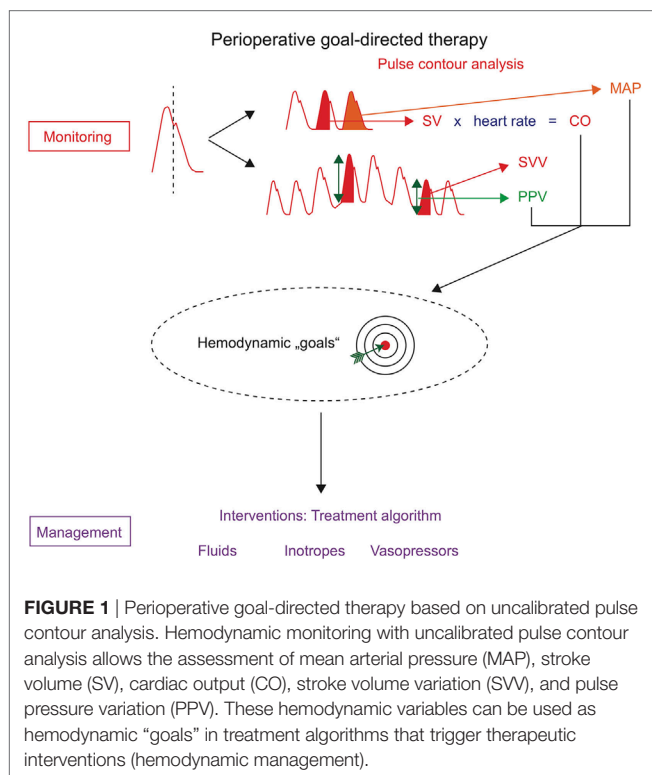 Perioperative goal-directed therapy
Pulse contour analysis
MAP
Monitoring
SV x heart rate = CO
SVV
PPV
Hemodynamic „goals“
Interventions: Treatment algorithm
Management
Fluids Inotropes Vasopressors
FIGURE 1 | Perioperative goal-directed therapy based on uncalibrated pulse
contour analysis. Hemodynamic monitoring with uncalibrated pulse contour
analysis allows the assessment of mean arterial pressure (MAP), stroke
volume (SV), cardiac output (CO), stroke volume variation (SVV), and pulse
pressure variation (PPV). These hemodynamic variables can be used as
hemodynamic “goals” in treatment algorithms that trigger therapeutic
interventions (hemodynamic management).